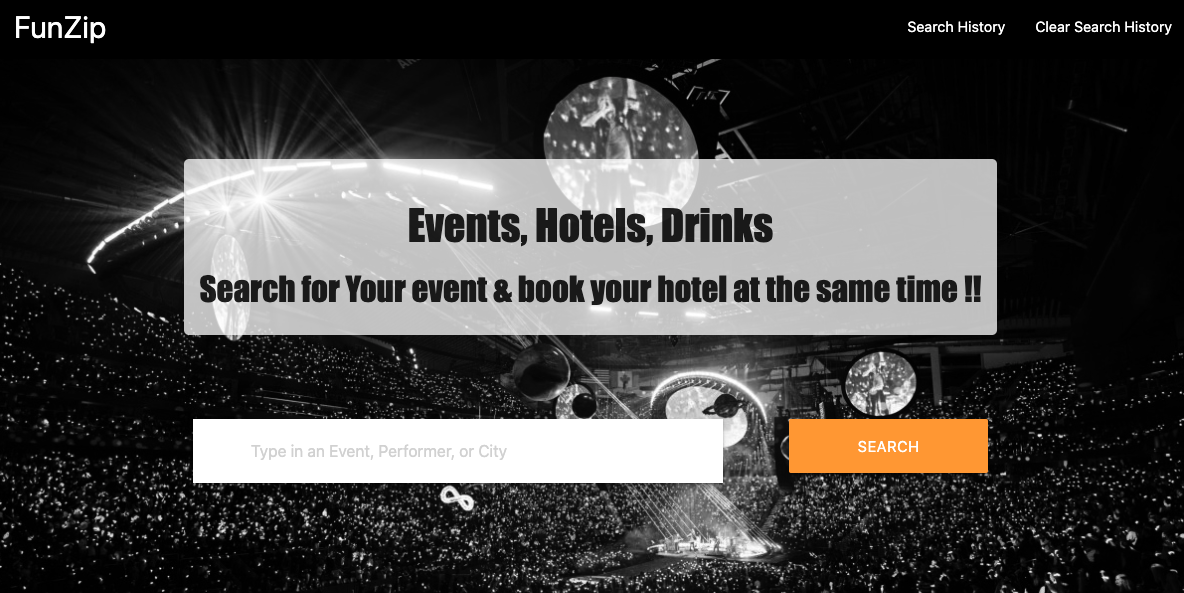 FunZip
Search History
Clear Search History
Events, Hotels, Drinks
Search for Your event & book your hotel at the same time !!
Type in an Event, Performer, or City
SEARCH